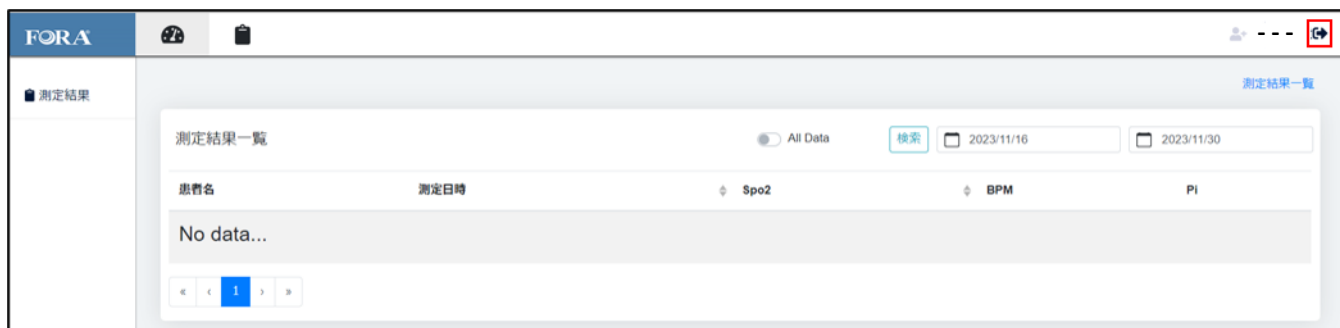 FORA
- - -
測定結果
測定結果一覧
測定結果一覧
All Data
検索
2023/11/16
2023/11/30
患者名 測定日時 Spo2 BPM Pi
No data...
« ‹ 1 › »